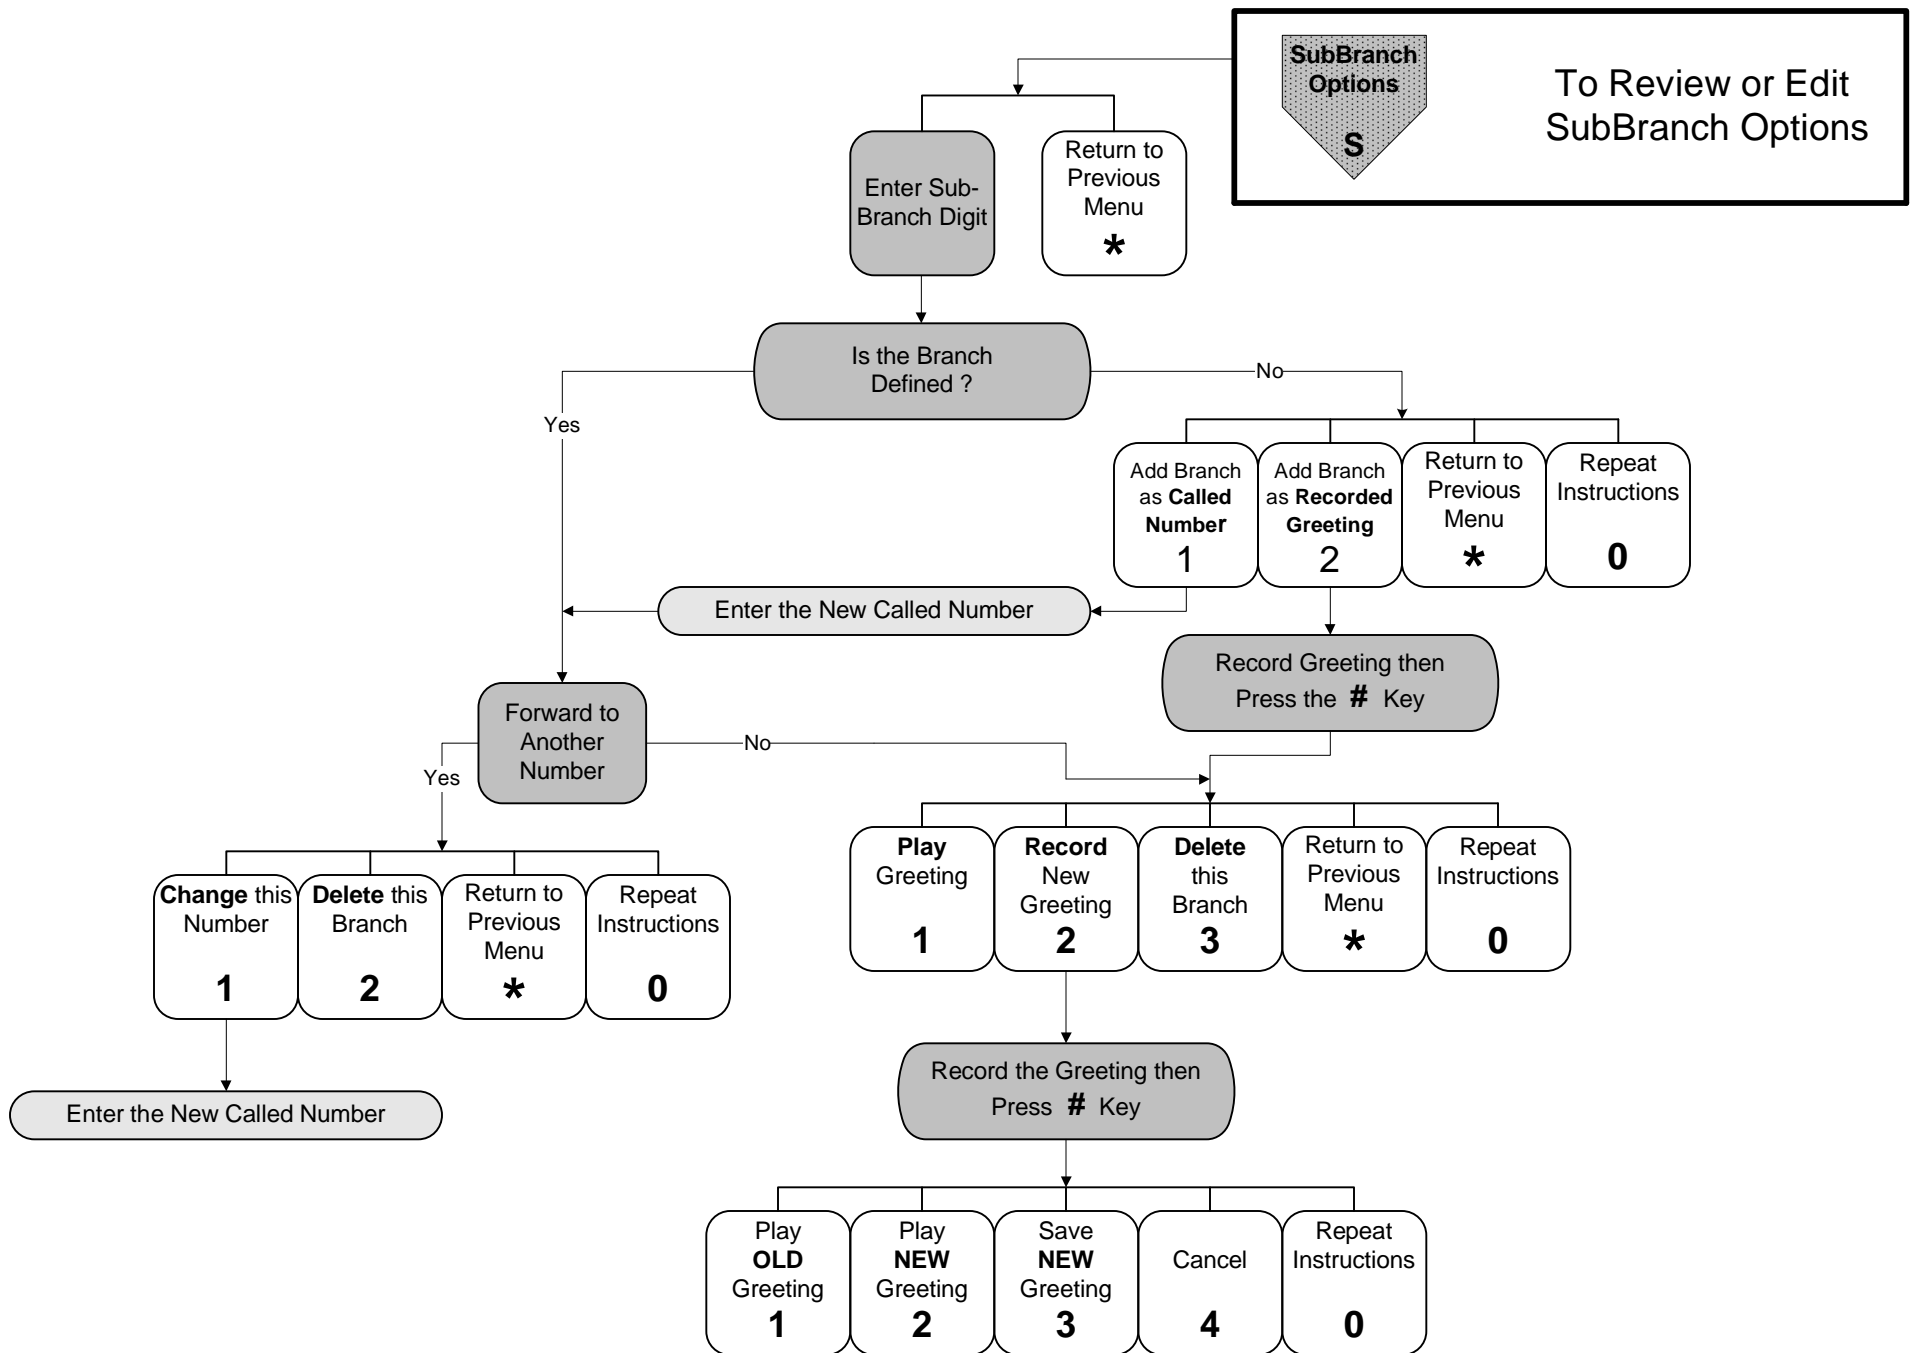 SubBranch
Options
S
To Review or Edit
SubBranch Options
Enter Sub-
Branch Digit
Return to
Previous
Menu
*
Is the Branch
Defined ?
Yes
No
Add Branch
as Called
Number
1
Add Branch
as Recorded
Greeting
2
Return to
Previous
Menu
*
Repeat
Instructions
0
Enter the New Called Number
Record Greeting then
Press the # Key
Forward to
Another
Number
Yes
No
Change this
Number
1
Delete this
Branch
2
Return to
Previous
Menu
*
Repeat
Instructions
0
Enter the New Called Number
Play
Greeting
1
Record
New
Greeting
2
Delete
this
Branch
3
Return to
Previous
Menu
*
Repeat
Instructions
0
Record the Greeting then
Press # Key
Play
OLD
Greeting
1
Play
NEW
Greeting
2
Save
NEW
Greeting
3
Cancel
4
Repeat
Instructions
0